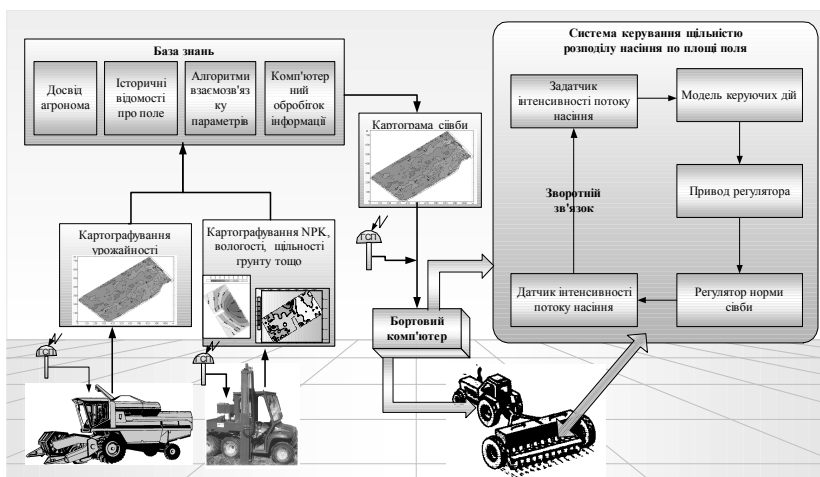 База знань
Досвід
агронома
Історичні
відомості
про поле
Алгоритми
взаємозв'яз
ку
параметрів
Комп'ютер
ний
обробіток
інформації
Картограма сівби
Картографування
урожайності
Картографування NPK,
вологості, щільності
грунту тощо
ГСП
ГСП
ГСП
Бортовий
комп'ютер
Система керування щільністю
розподілу насіння по площі поля
Задатчик
інтенсивності потоку
насіння
Модель керуючих дій
Зворотній
зв'язок
Привод регулятора
Датчик інтенсивності
потоку насіння
Регулятор норми
сівби